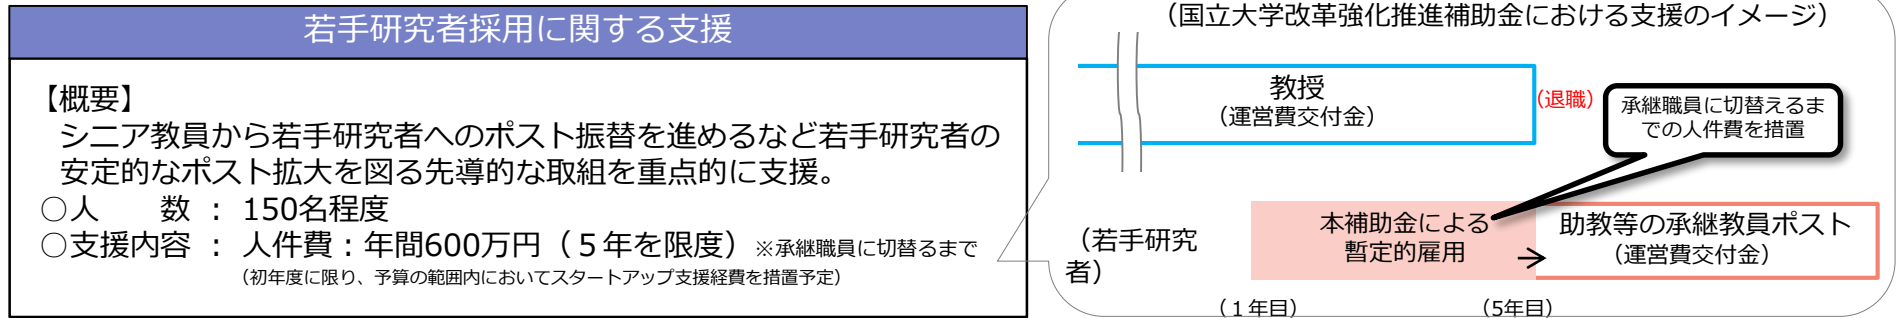 若手研究者採用に関する支援
【概要】
シニア教員から若手研究者へのポスト振替を進めるなど若手研究者の
安定的なポスト拡大を図る先導的な取組を重点的に支援。
○人　　数 ： 150名程度
○支援内容 ： 人件費：年間600万円（５年を限度）※承継職員に切替るまで
（初年度に限り、予算の範囲内においてスタートアップ支援経費を措置予定）
（国立大学改革強化推進補助金における支援のイメージ）
教授
（運営費交付金）
（退職）
承継職員に切替えるま
での人件費を措置
（若手研究
者）
本補助金による
暫定的雇用
→
助教等の承継教員ポスト
（運営費交付金）
（１年目）
（5年目）